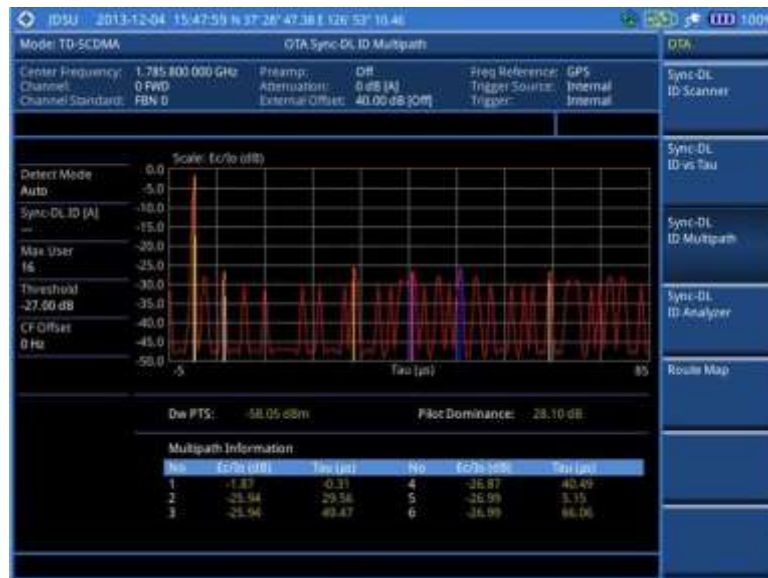 JDSU 2013-12-04 15:47:59 N 37° 28' 47.38 E 126° 53' 10.46 100%
Mode: TD-SCDMA OTA Sync-DL ID Multipath OTA
Center Frequency: 1.785 800 000 GHz Preamp: Off Freq Reference: GPS
Channel: 0 FWD Attenuation: 0 dB [A] Trigger Source: Internal
Channel Standard: FBN 0 External Offset: 40.00 dB [Off] Trigger: Internal
Sync-DL
ID Scanner
Sync-DL
ID vs Tau
Sync-DL
ID Multipath
Sync-DL
ID Analyzer
Route Map
Detect Mode
Auto
Sync-DL ID [A]
---
Max User
16
Threshold
-27.00 dB
CF Offset
0 Hz
Scale: Ec/Io (dB)
0.0
-5.0
-10.0
-15.0
-20.0
-25.0
-30.0
-35.0
-40.0
-45.0
-50.0
-5 Tau (µs) 85
Dw PTS: -58.05 dBm Pilot Dominance: 28.10 dB
Multipath Information
No Ec/Io (dB) Tau (µs) No Ec/Io (dB) Tau (µs)
1 -1.87 -0.31 4 -26.87 40.49
2 -25.94 29.56 5 -26.99 5.15
3 -25.94 49.47 6 -26.99 66.06